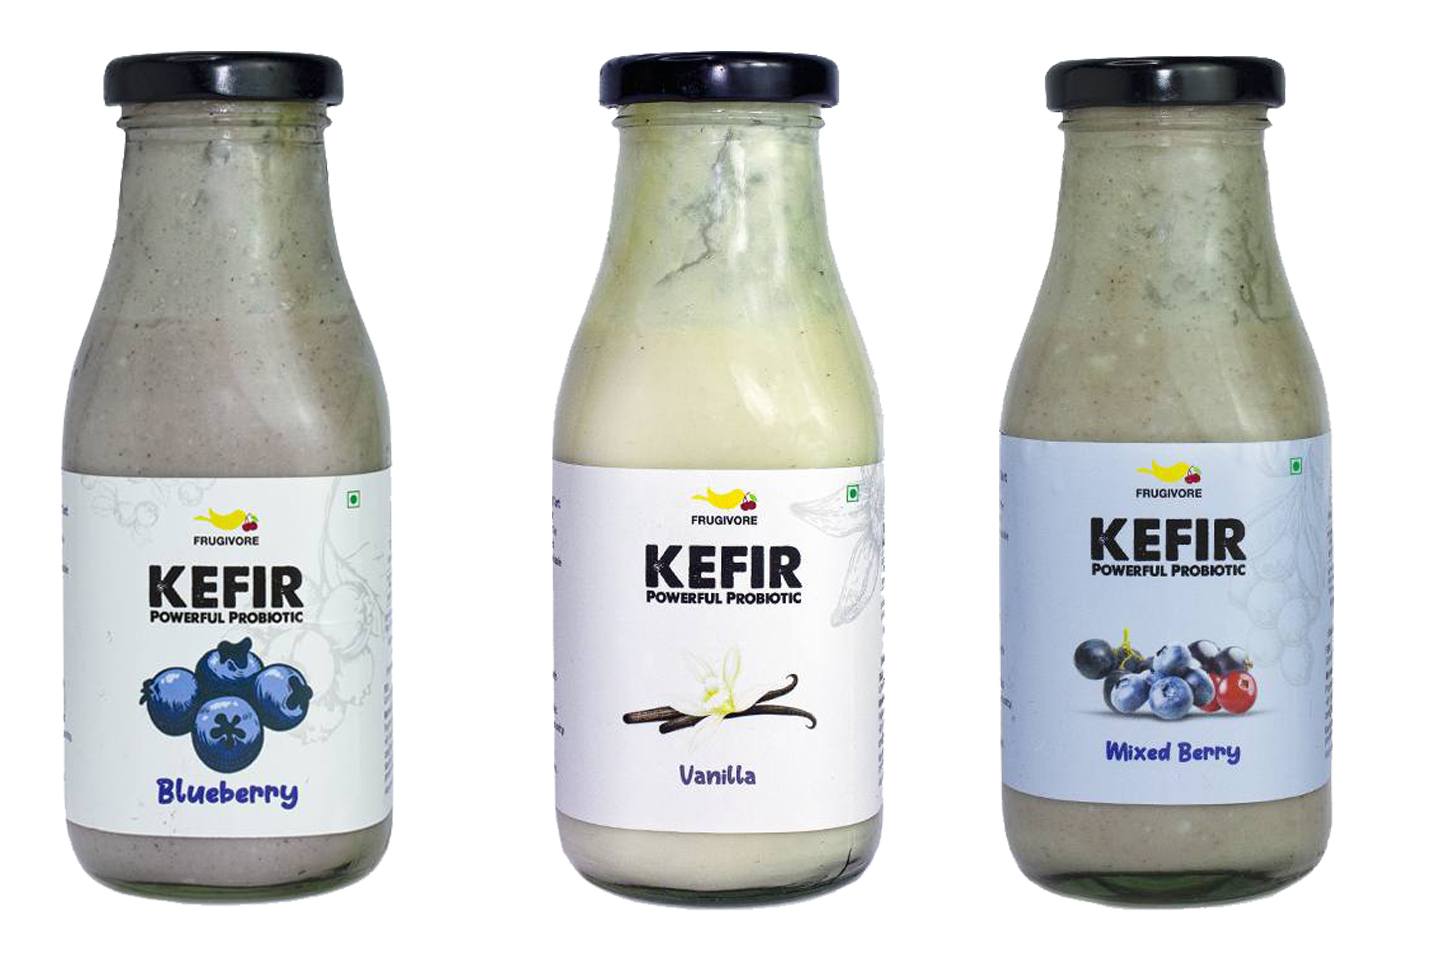 FRUGIVORE
KEFIR
POWERFUL PROBIOTIC
Blueberry
FRUGIVORE
KEFIR
POWERFUL PROBIOTIC
Vanilla
FRUGIVORE
KEFIR
POWERFUL PROBIOTIC
Mixed Berry